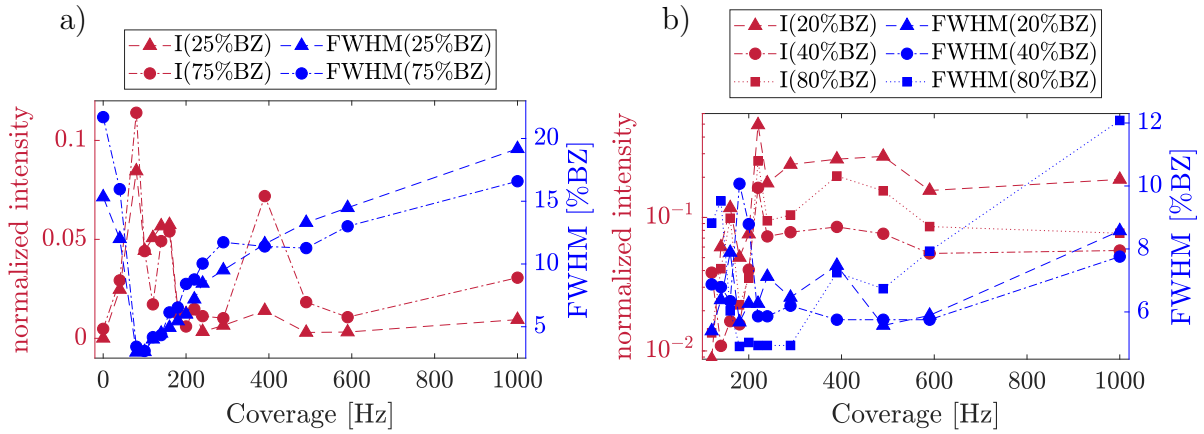 a)
I(25%BZ) FWHM(25%BZ)
I(75%BZ) FWHM(75%BZ)
normalized intensity
0.1
0.05
0
20
15
10
5
FWHM [%BZ]
0 200 400 600 800 1000
Coverage [Hz]
b)
I(20%BZ) FWHM(20%BZ)
I(40%BZ) FWHM(40%BZ)
I(80%BZ) FWHM(80%BZ)
normalized intensity
10⁻¹
10⁻²
12
10
8
6
FWHM [%BZ]
200 400 600 800 1000
Coverage [Hz]